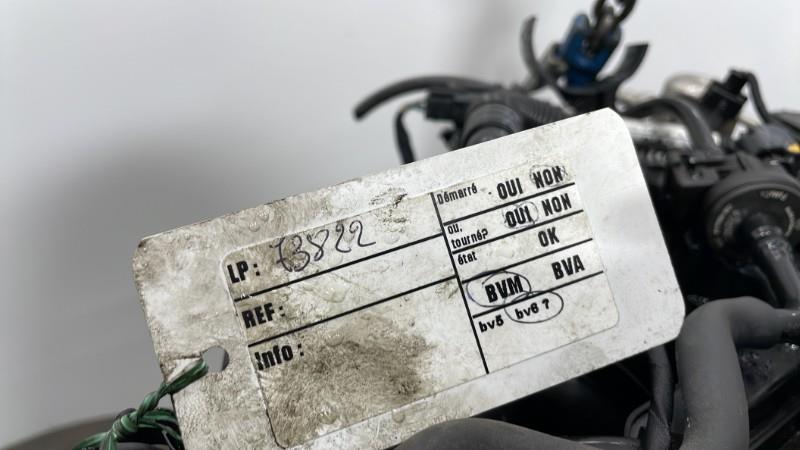 LP: 73822
REF:
Info :
Démarré OUI NON
ou, tourné? OUI NON
état OK
BVM BVA
bv5 bv6 ?